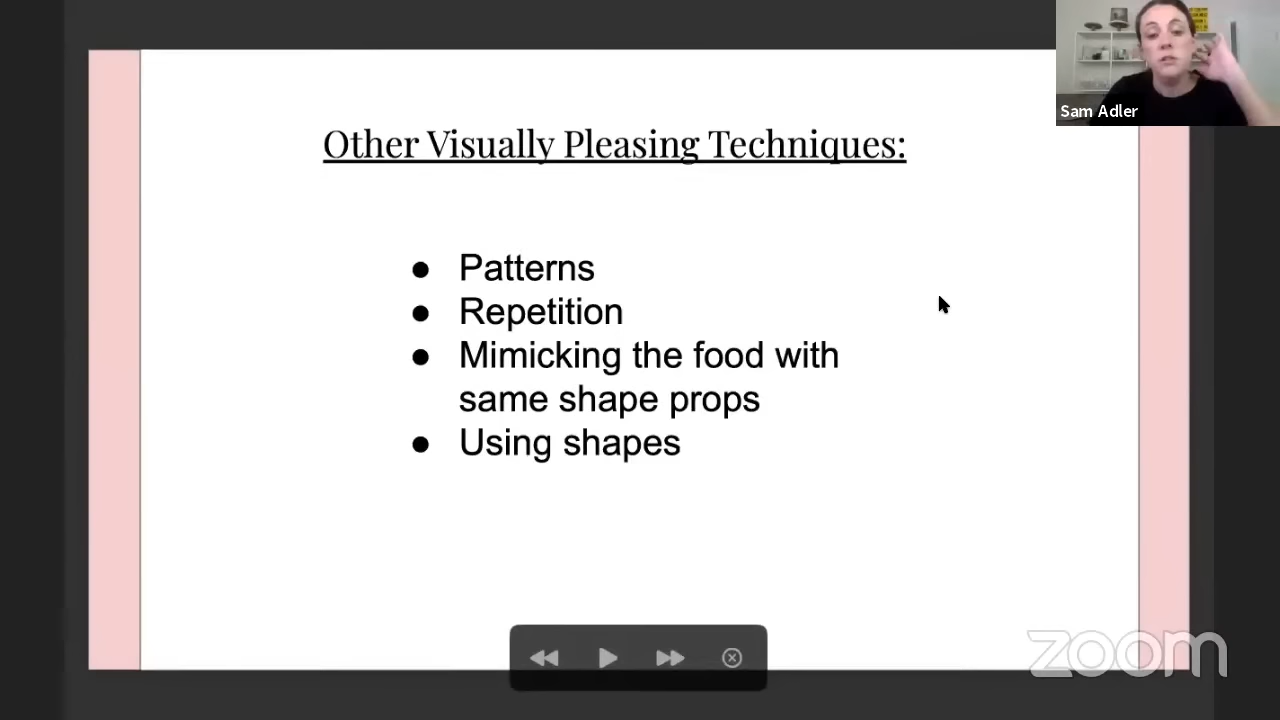 Sam Adler
Other Visually Pleasing Techniques:
● Patterns
● Repetition
● Mimicking the food with
same shape props
● Using shapes
zoom